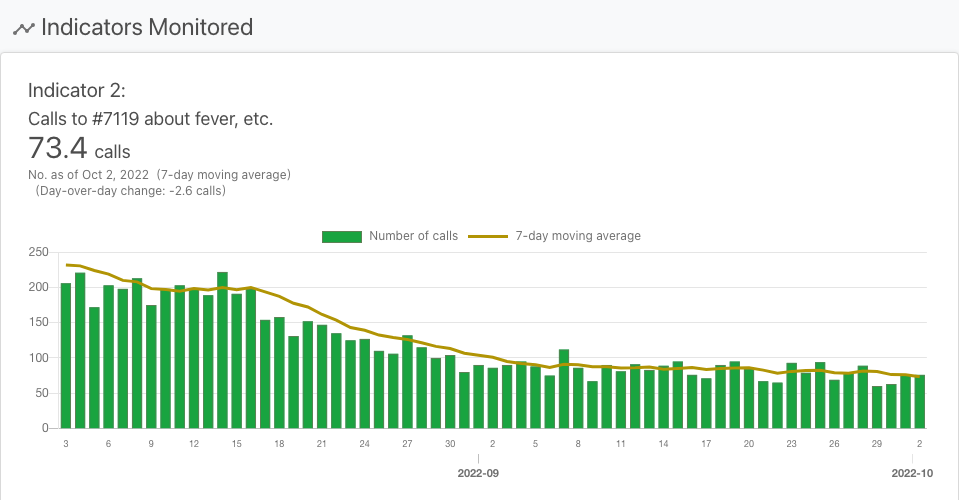 Indicators Monitored
Indicator 2:
Calls to #7119 about fever, etc.
73.4 calls
No. as of Oct 2, 2022 (7-day moving average)
(Day-over-day change: -2.6 calls)
Number of calls 7-day moving average
250
200
150
100
50
0
3 6 9 12 15 18 21 24 27 30 2 5 8 11 14 17 20 23 26 29 2
2022-09 2022-10